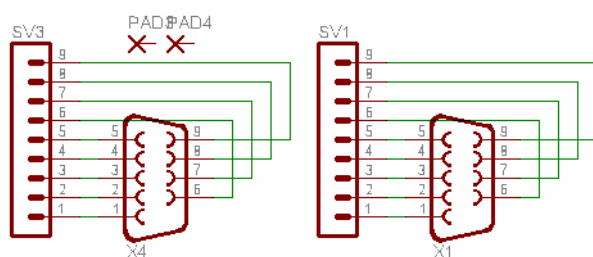 PAD3 PAD4
SV3 SV1
9 9
8 8
7 7
6 6
5 5 9 5 5 9
4 4 8 4 4 8
3 3 7 3 3 7
2 2 6 2 2 6
1 1 1 1
X4 X1